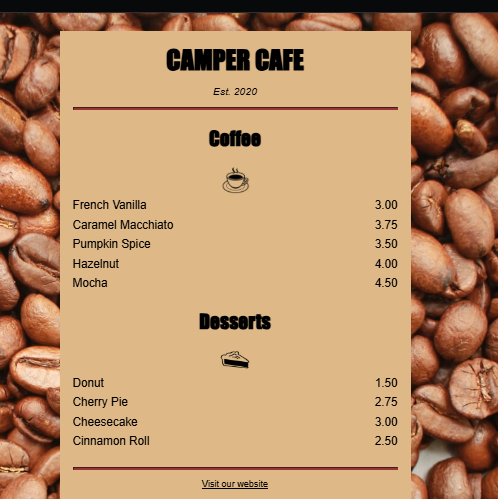 CAMPER CAFE
Est. 2020
Coffee
French Vanilla 3.00
Caramel Macchiato 3.75
Pumpkin Spice 3.50
Hazelnut 4.00
Mocha 4.50
Desserts
Donut 1.50
Cherry Pie 2.75
Cheesecake 3.00
Cinnamon Roll 2.50
Visit our website